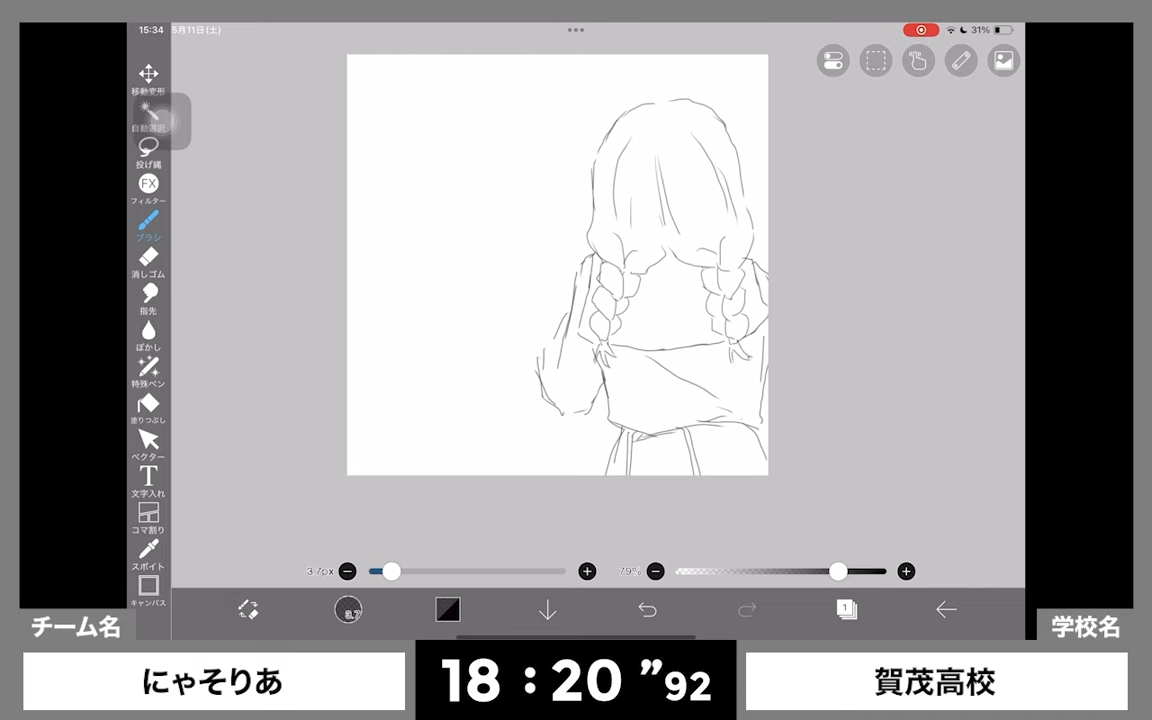 15:34 5月11日(土)
31%
移動変形
自動選択
投げ縄
FX
フィルター
ブラシ
消しゴム
指先
ぼかし
特殊ペン
塗りつぶし
ベクター
T
文字入れ
コマ割り
スポイト
キャンバス
3.7px
79%
3.7
1
チーム名
学校名
にゃそりあ
18:20”92
賀茂高校